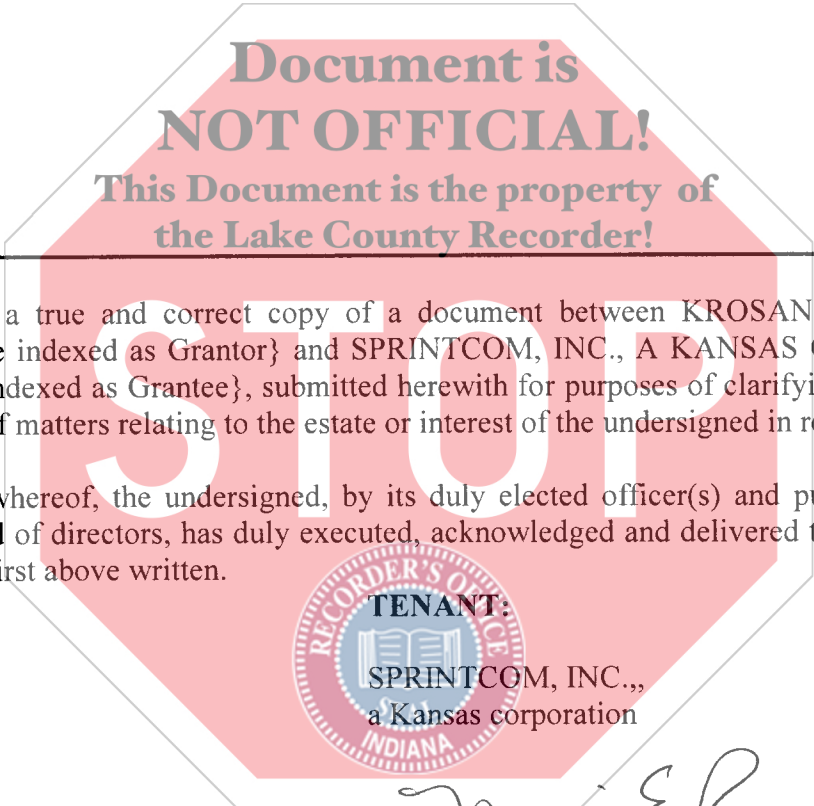 Document is
NOT OFFICIAL!
This Document is the property of
the Lake County Recorder!
STOP
a true and correct copy of a document between KROSAN
indexed as Grantor} and SPRINTCOM, INC., A KANSAS
ndexed as Grantee}, submitted herewith for purposes of clarifyi
f matters relating to the estate or interest of the undersigned in r
whereof, the undersigned, by its duly elected officer(s) and pu
of directors, has duly executed, acknowledged and delivered t
irst above written.
RECORDER'S OFFICE
TENANT:
SPRINTCOM, INC.,,
SEAL
a Kansas corporation
INDIANA